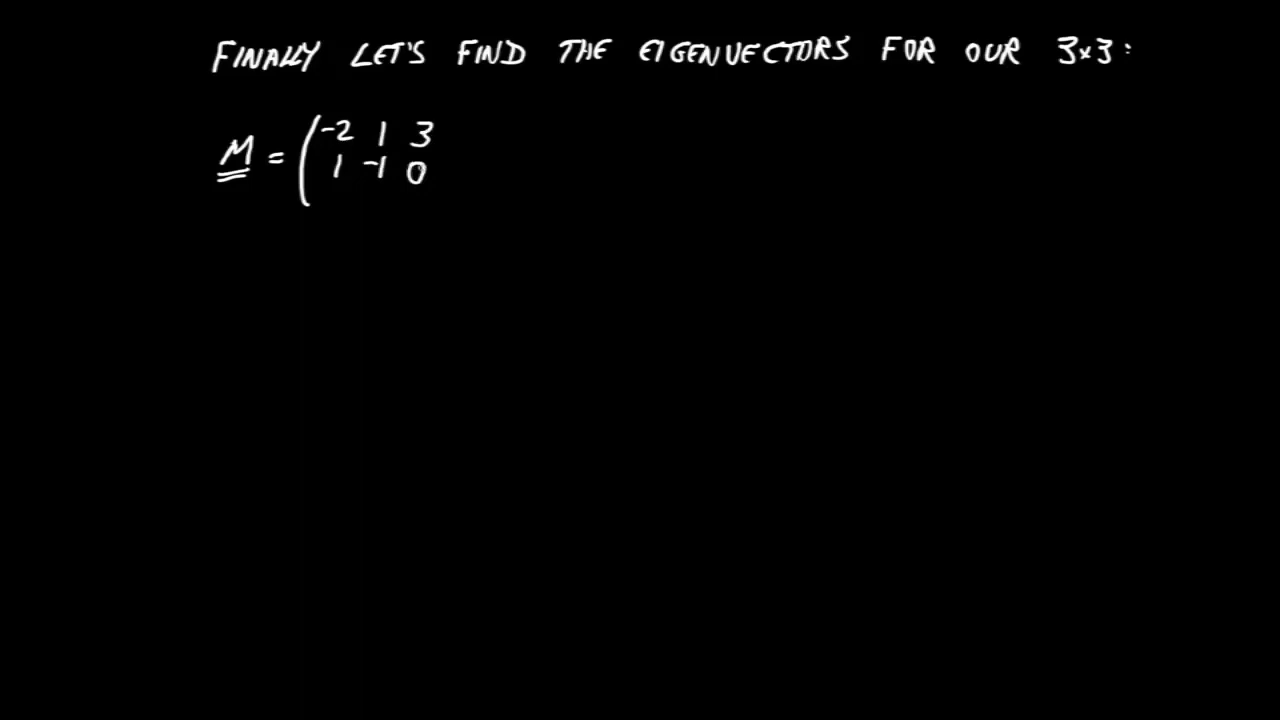 FINALLY LET'S FIND THE EIGENVECTORS FOR OUR 3×3:
M = ( -2 1 3
1 -1 0